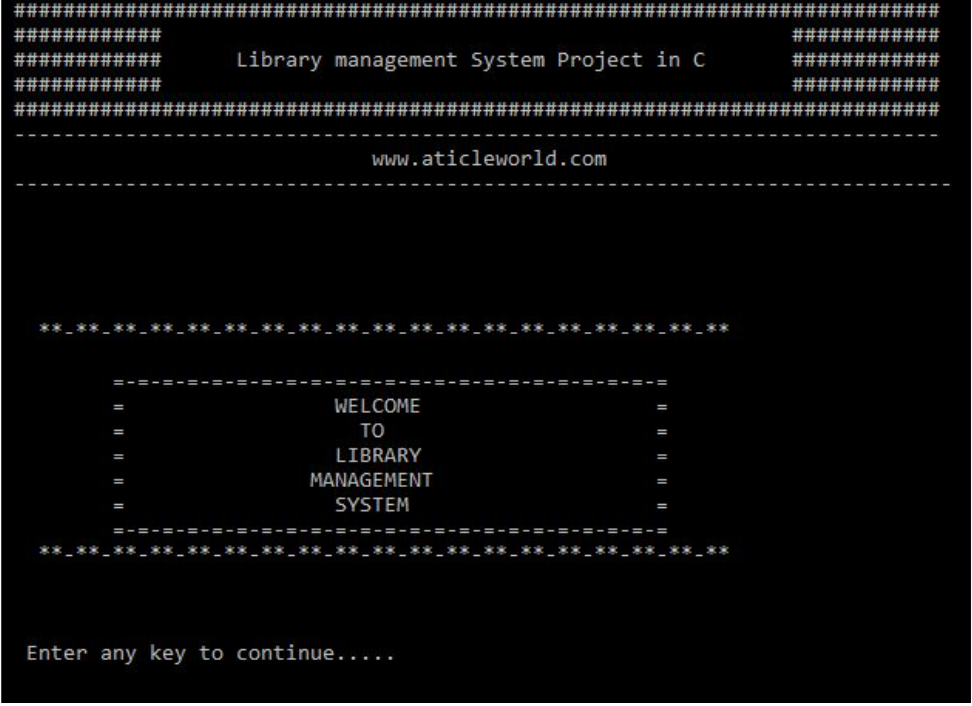 ############################################################################
############                                                    ############
############      Library management System Project in C        ############
############                                                    ############
############################################################################
---------------------------------------------------------------------------
www.aticleworld.com
----------------------------------------------------------------------------
**-**-**-**-**-**-**-**-**-**-**-**-**-**-**-**-**-**-**
=-=-=-=-=-=-=-=-=-=-=-=-=-=-=-=-=-=-=-=-=-=-=
=                 WELCOME                   =
=                   TO                      =
=                 LIBRARY                   =
=               MANAGEMENT                  =
=                 SYSTEM                    =
=-=-=-=-=-=-=-=-=-=-=-=-=-=-=-=-=-=-=-=-=-=-=
**-**-**-**-**-**-**-**-**-**-**-**-**-**-**-**-**-**-**
Enter any key to continue.....